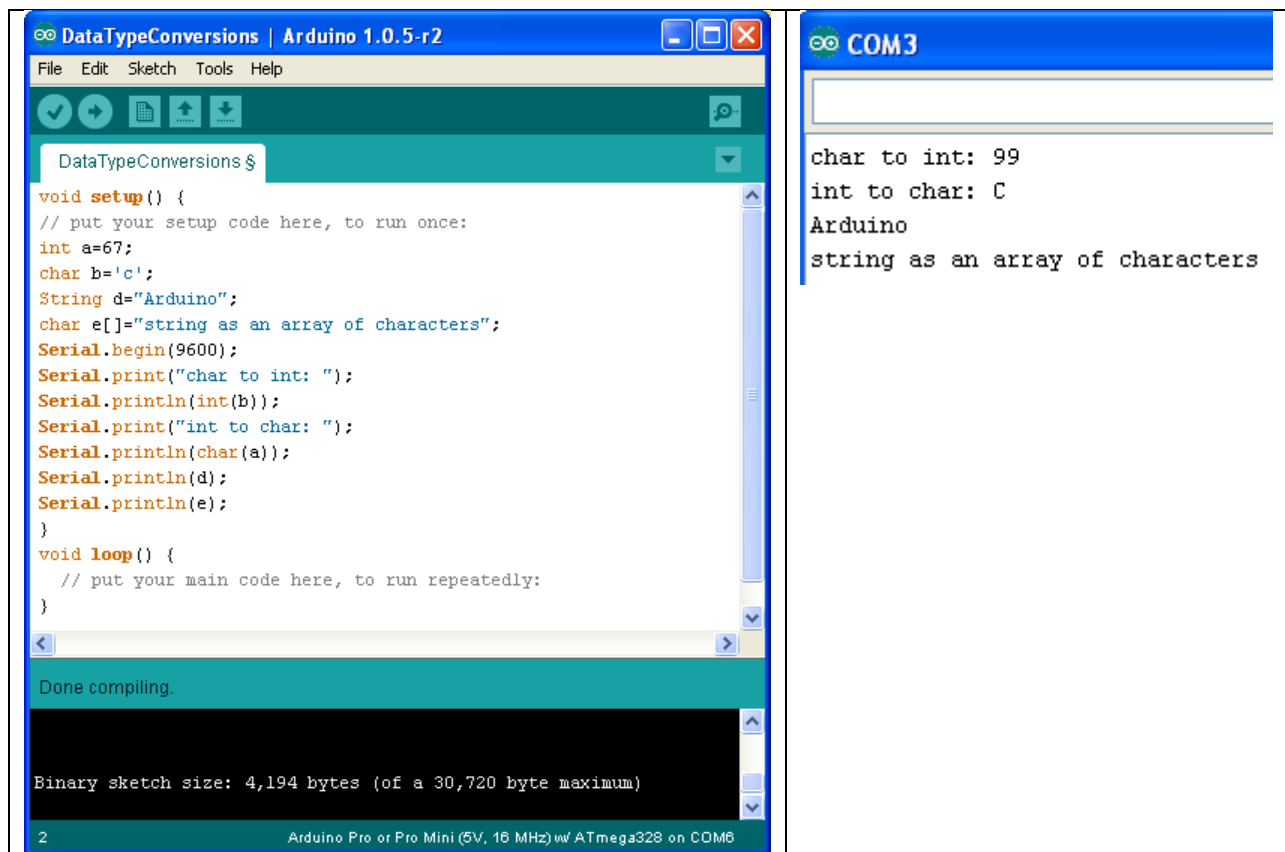 DataTypeConversions | Arduino 1.0.5-r2
File Edit Sketch Tools Help
DataTypeConversions §
void setup() {
// put your setup code here, to run once:
int a=67;
char b='c';
String d="Arduino";
char e[]="string as an array of characters";
Serial.begin(9600);
Serial.print("char to int: ");
Serial.println(int(b));
Serial.print("int to char: ");
Serial.println(char(a));
Serial.println(d);
Serial.println(e);
}
void loop() {
  // put your main code here, to run repeatedly:
}
Done compiling.
Binary sketch size: 4,194 bytes (of a 30,720 byte maximum)
2 Arduino Pro or Pro Mini (5V, 16 MHz) w/ ATmega328 on COM6
COM3
char to int: 99
int to char: C
Arduino
string as an array of characters